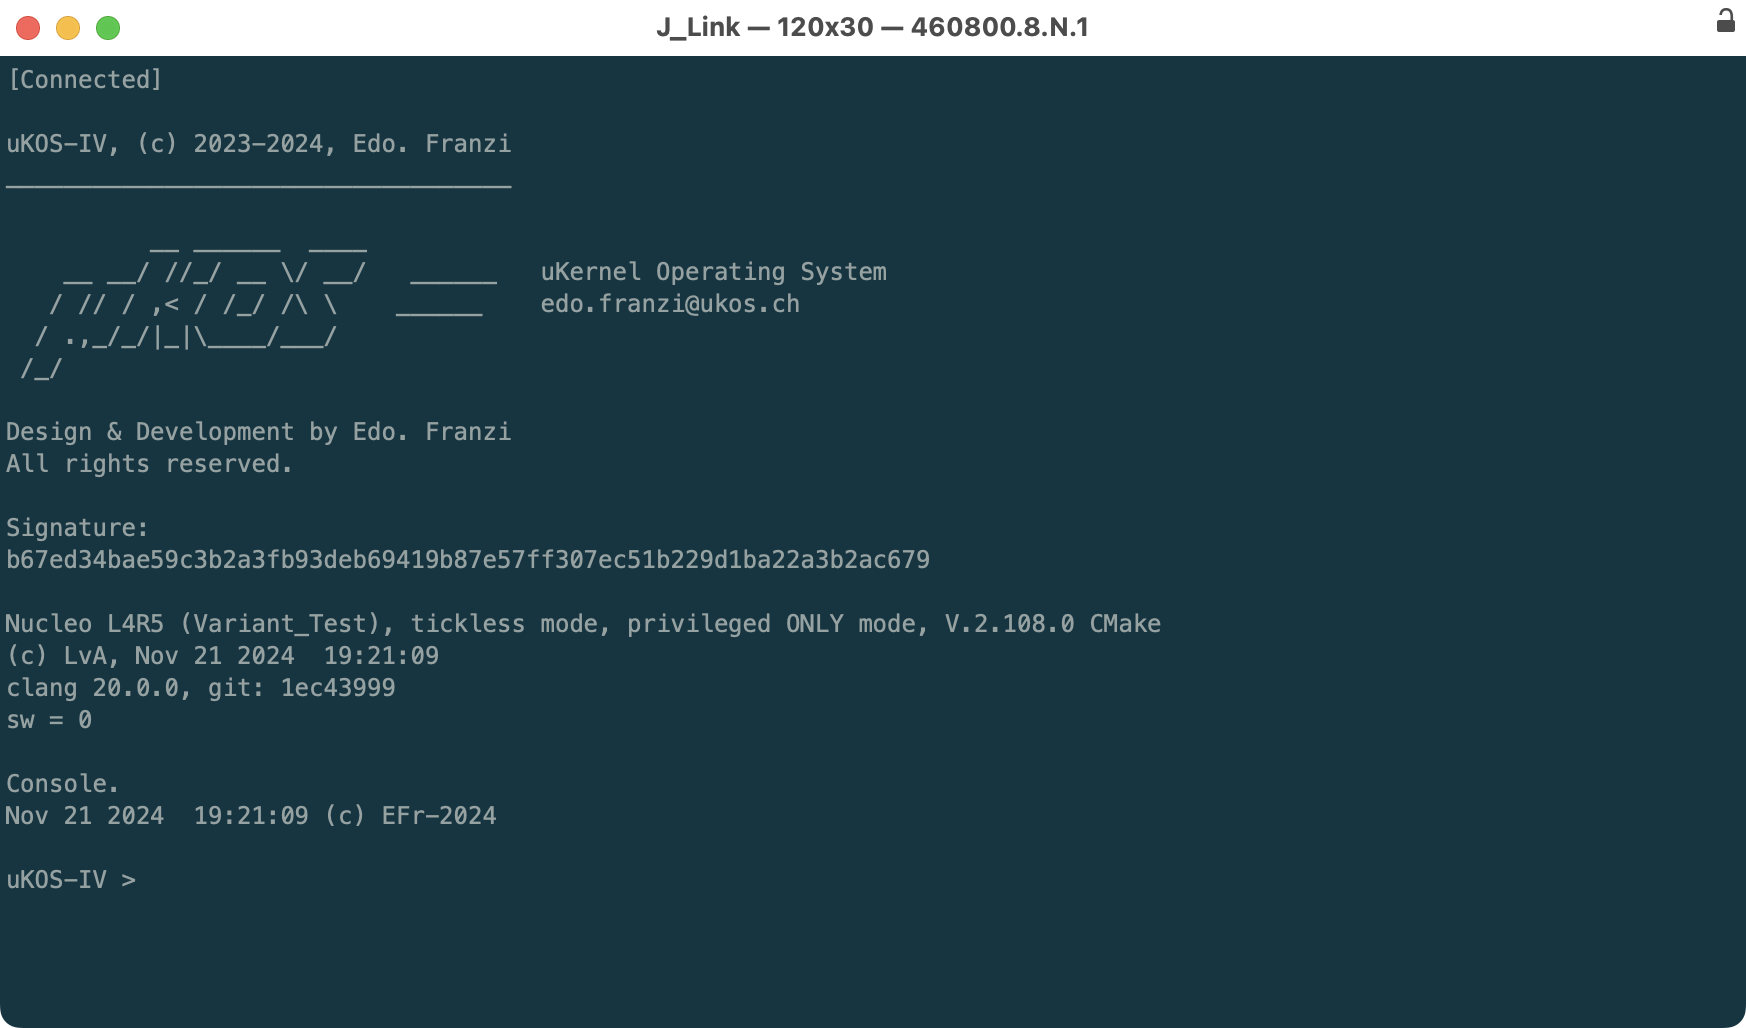 J_Link — 120x30 — 460800.8.N.1
[Connected]
uKOS-IV, (c) 2023-2024, Edo. Franzi
___________________________________
          __ ______  ____
    __ __/ //_/ __ \/ __/   ______   uKernel Operating System
   / // / ,< / /_/ /\ \    ______    edo.franzi@ukos.ch
  / .,_/_/|_|\____/___/
 /_/
Design & Development by Edo. Franzi
All rights reserved.
Signature:
b67ed34bae59c3b2a3fb93deb69419b87e57ff307ec51b229d1ba22a3b2ac679
Nucleo L4R5 (Variant_Test), tickless mode, privileged ONLY mode, V.2.108.0 CMake
(c) LvA, Nov 21 2024  19:21:09
clang 20.0.0, git: 1ec43999
sw = 0
Console.
Nov 21 2024  19:21:09 (c) EFr-2024
uKOS-IV >